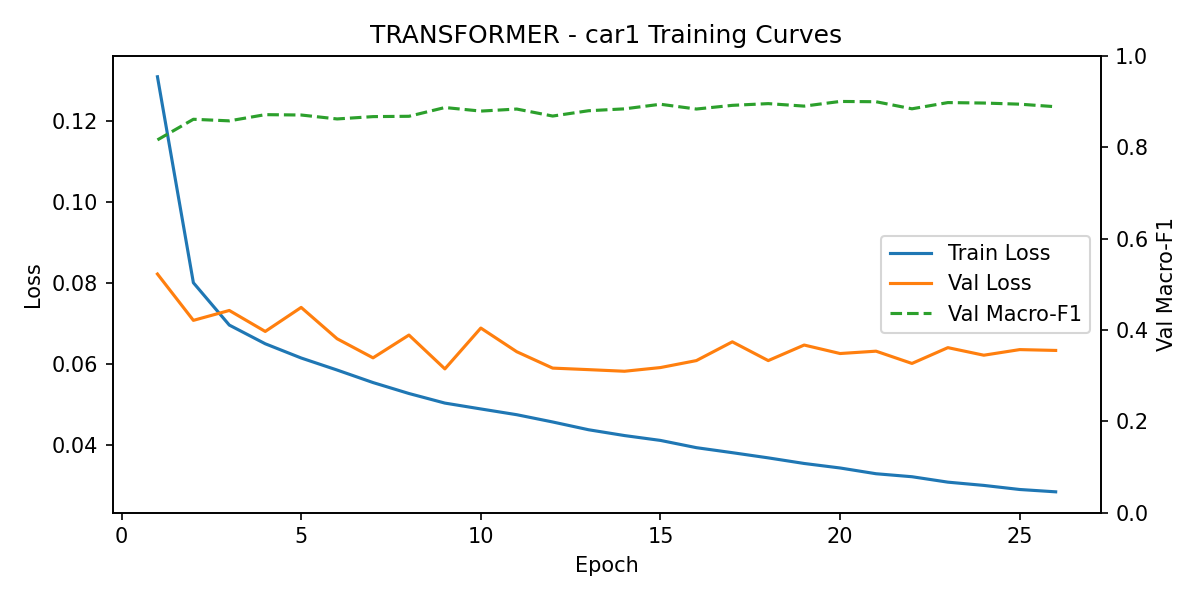 TRANSFORMER - car1 Training Curves
Loss
0.12
0.10
0.08
0.06
0.04
1.0
0.8
0.6
0.4
0.2
0.0
Val Macro-F1
Train Loss
Val Loss
Val Macro-F1
0 5 10 15 20 25
Epoch